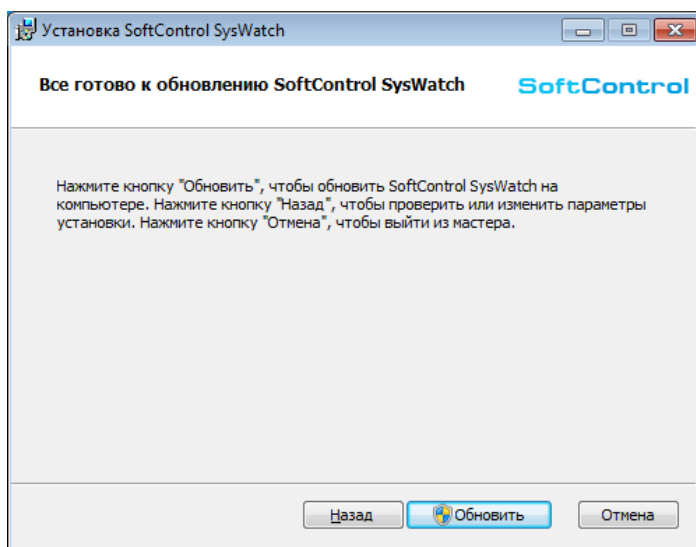 Установка SoftControl SysWatch
Все готово к обновлению SoftControl SysWatch
SoftControl
Нажмите кнопку "Обновить", чтобы обновить SoftControl SysWatch на
компьютере. Нажмите кнопку "Назад", чтобы проверить или изменить параметры
установки. Нажмите кнопку "Отмена", чтобы выйти из мастера.
Назад
Обновить
Отмена